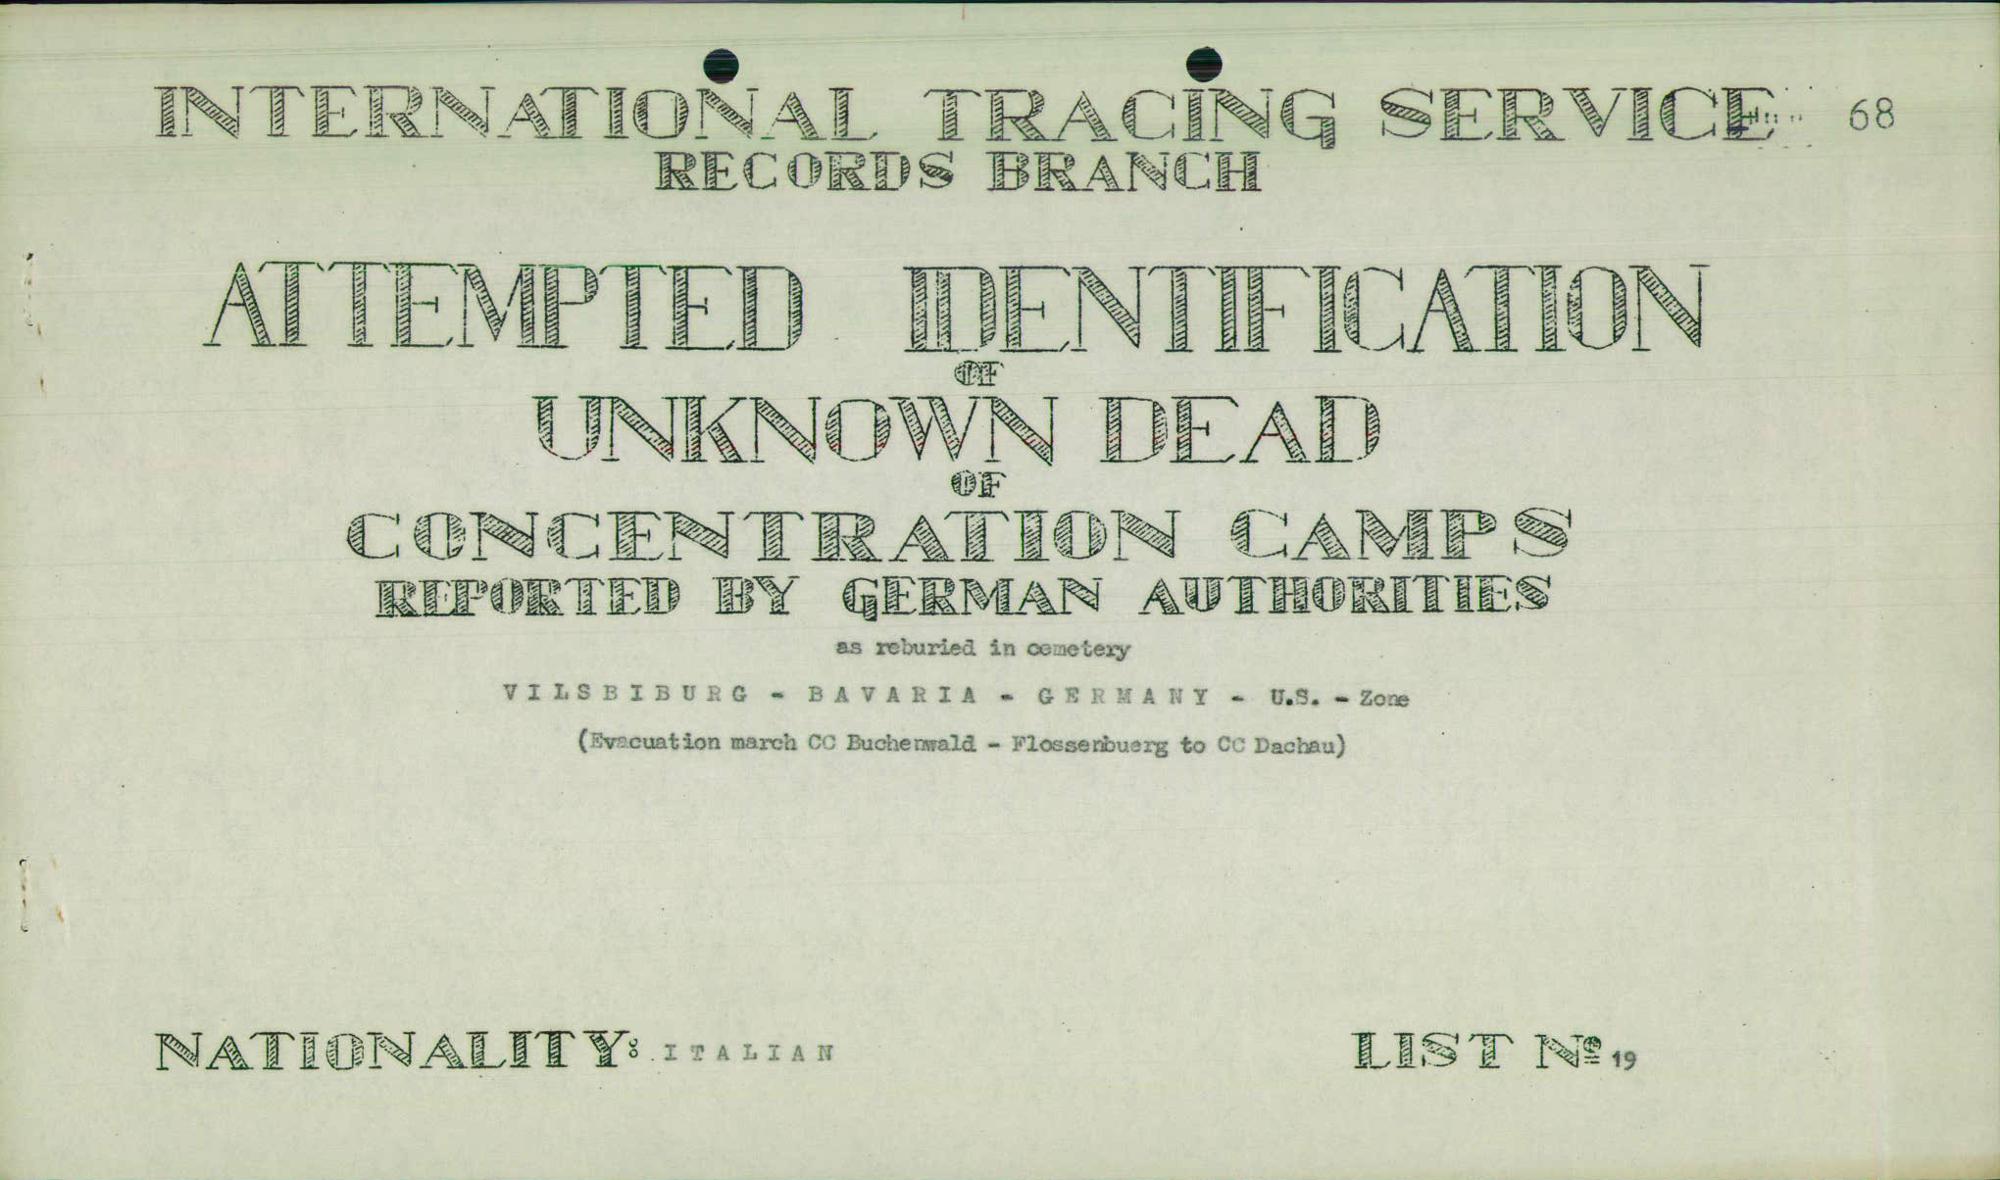 INTERNATIONAL TRACING SERVICE 68
RECORDS BRANCH
ATTEMPTED IDENTIFICATION
OF
UNKNOWN DEAD
OF
CONCENTRATION CAMPS
REPORTED BY GERMAN AUTHORITIES
as reburied in cemetery
VILSBIBURG - BAVARIA - GERMANY - U.S. - Zone
(Evacuation march CC Buchenwald - Flossenbuerg to CC Dachau)
NATIONALITY: ITALIAN
LIST Nº 19